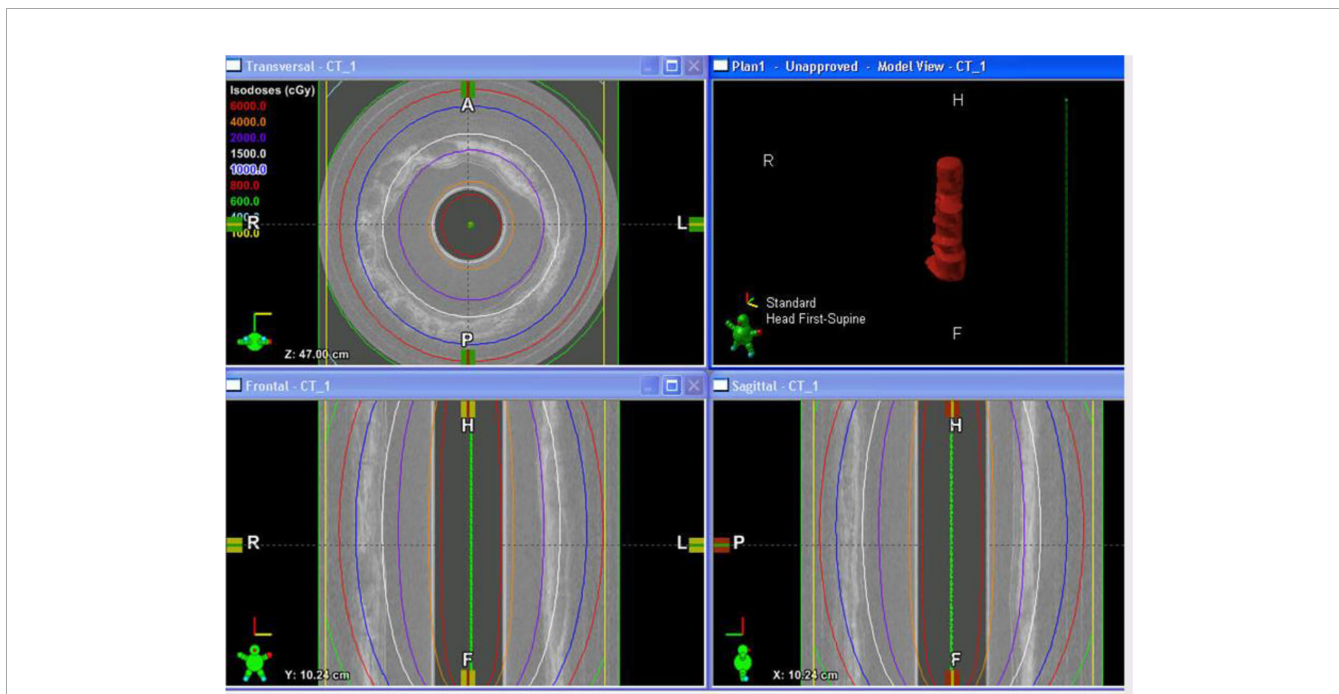 Transversal - CT_1
Isodoses (cGy)
6000.0
4000.0
2000.0
1500.0
1000.0
800.0
600.0
400.0
100.0
A
R
L
P
Z: 47.00 cm
Plan1 - Unapproved - Model View - CT_1
H
R
Standard
Head First-Supine
F
Frontal - CT_1
H
R
L
F
Y: 10.24 cm
Sagittal - CT_1
H
P
F
X: 10.24 cm